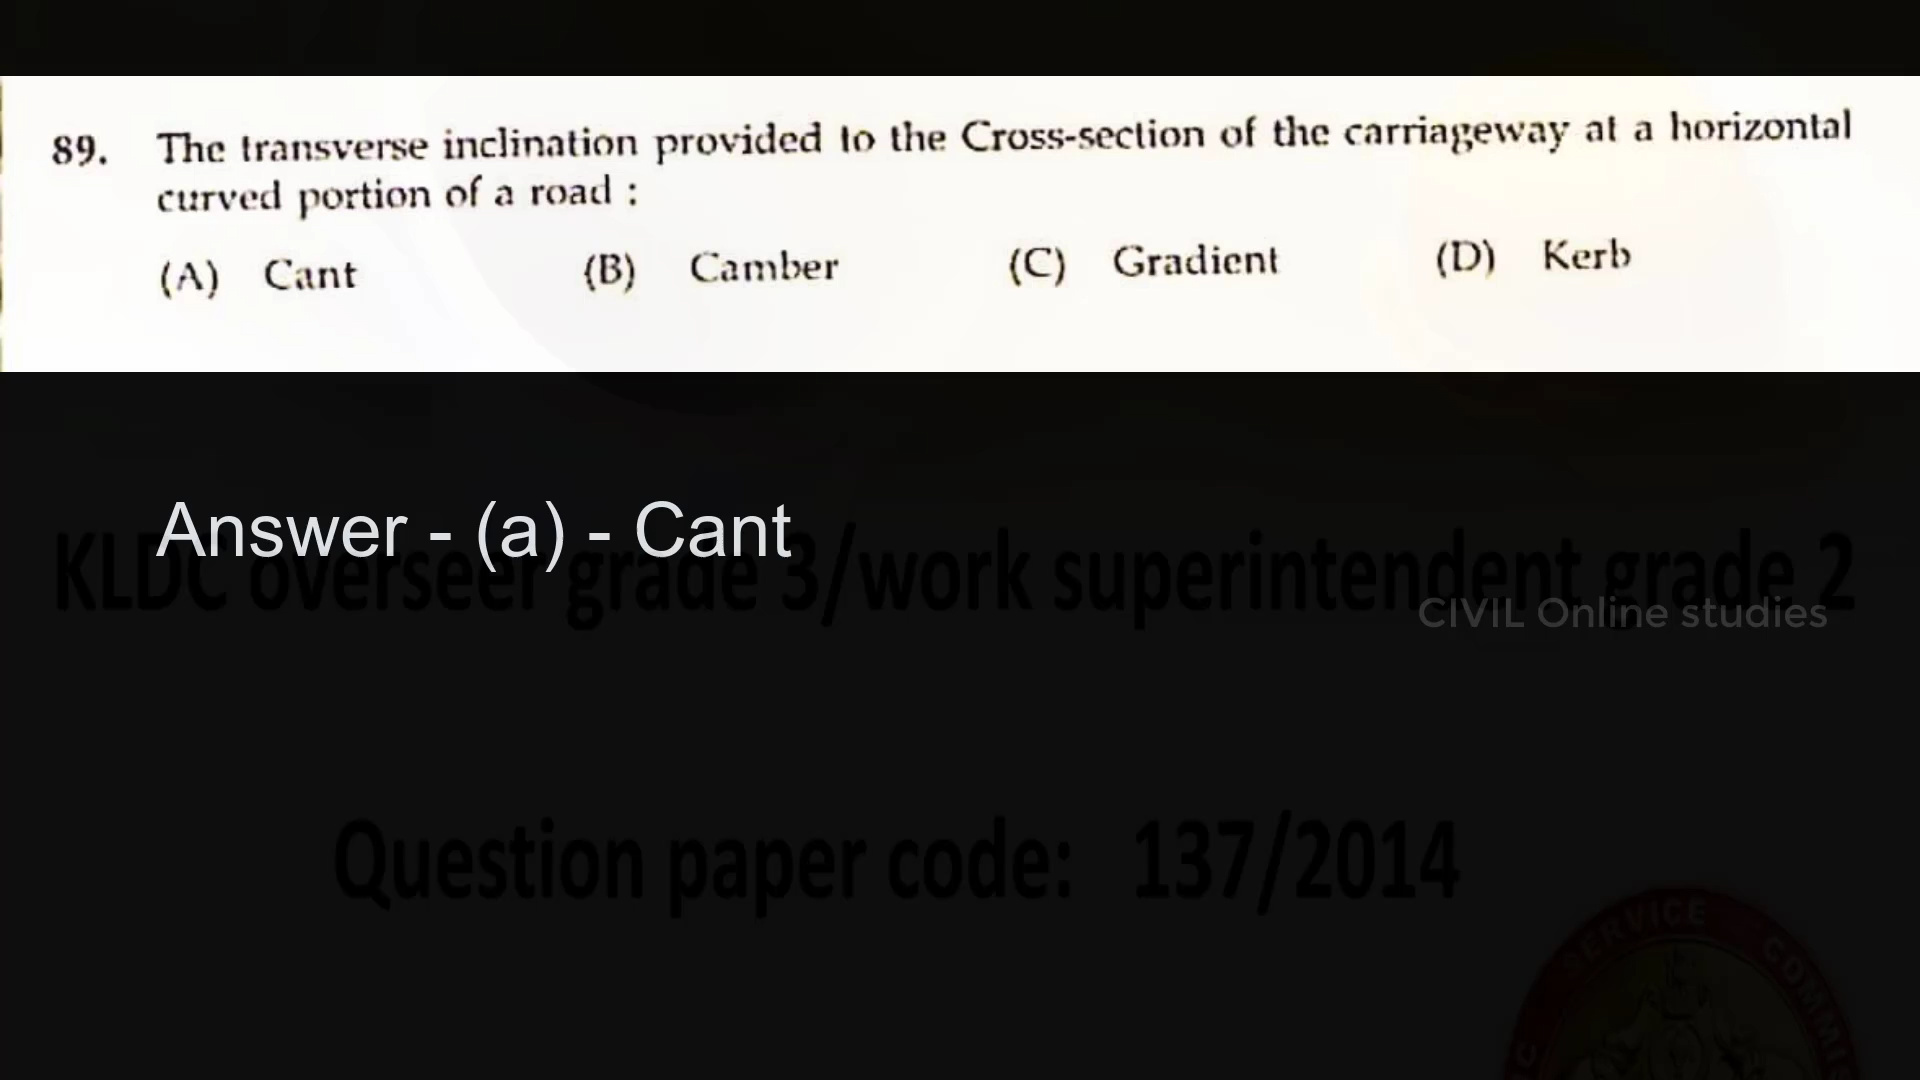 89. The transverse inclination provided to the Cross-section of the carriageway at a horizontal
curved portion of a road :
(A) Cant (B) Camber (C) Gradient (D) Kerb
Answer - (a) - Cant
KLDC overseer grade 3/work superintendent grade 2
CIVIL Online studies
Question paper code: 137/2014
SERVICE COMMIS